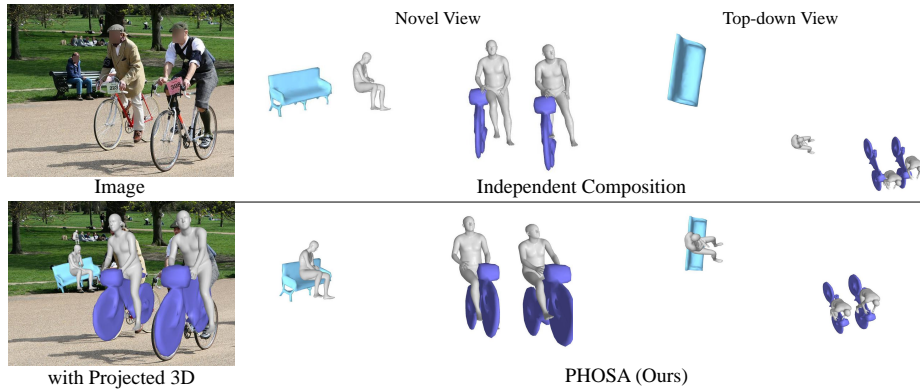 Novel View
Top-down View
Image
Independent Composition
with Projected 3D
PHOSA (Ours)